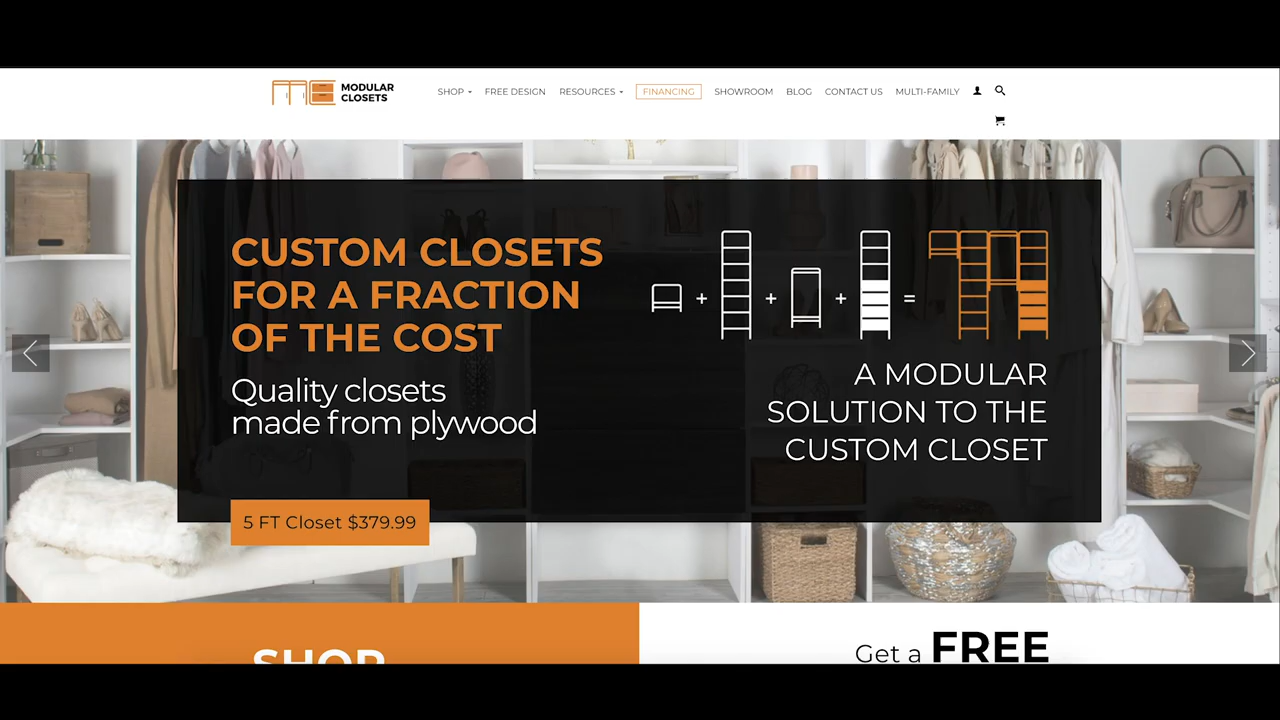 MODULAR
CLOSETS
SHOP
FREE DESIGN
RESOURCES
FINANCING
SHOWROOM
BLOG
CONTACT US
MULTI-FAMILY
CUSTOM CLOSETS
FOR A FRACTION
OF THE COST
Quality closets
made from plywood
5 FT Closet $379.99
+ + + =
A MODULAR
SOLUTION TO THE
CUSTOM CLOSET
SHOP
Get a FREE